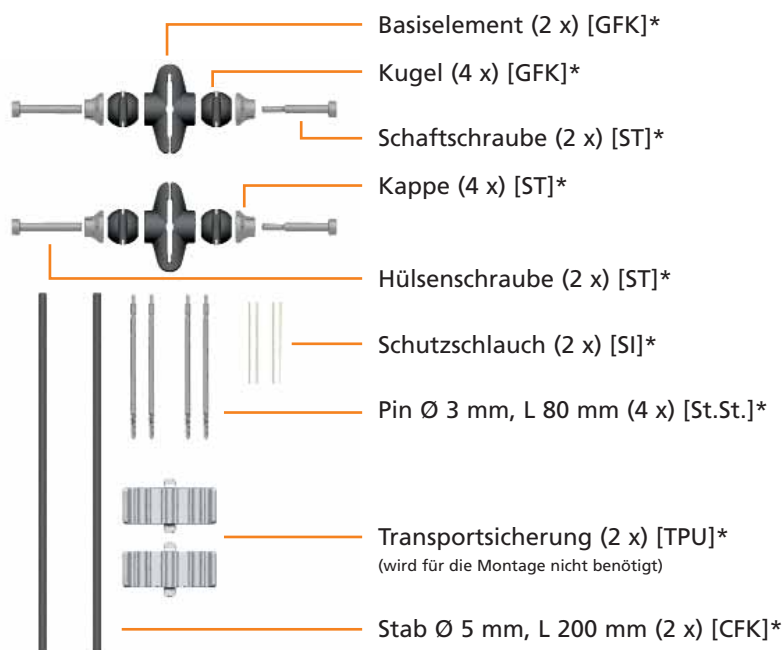 Basiselement (2 x) [GFK]*
Kugel (4 x) [GFK]*
Schaftschraube (2 x) [ST]*
Kappe (4 x) [ST]*
Hülsenschraube (2 x) [ST]*
Schutzschlauch (2 x) [SI]*
Pin Ø 3 mm, L 80 mm (4 x) [St.St.]*
Transportsicherung (2 x) [TPU]*
(wird für die Montage nicht benötigt)
Stab Ø 5 mm, L 200 mm (2 x) [CFK]*